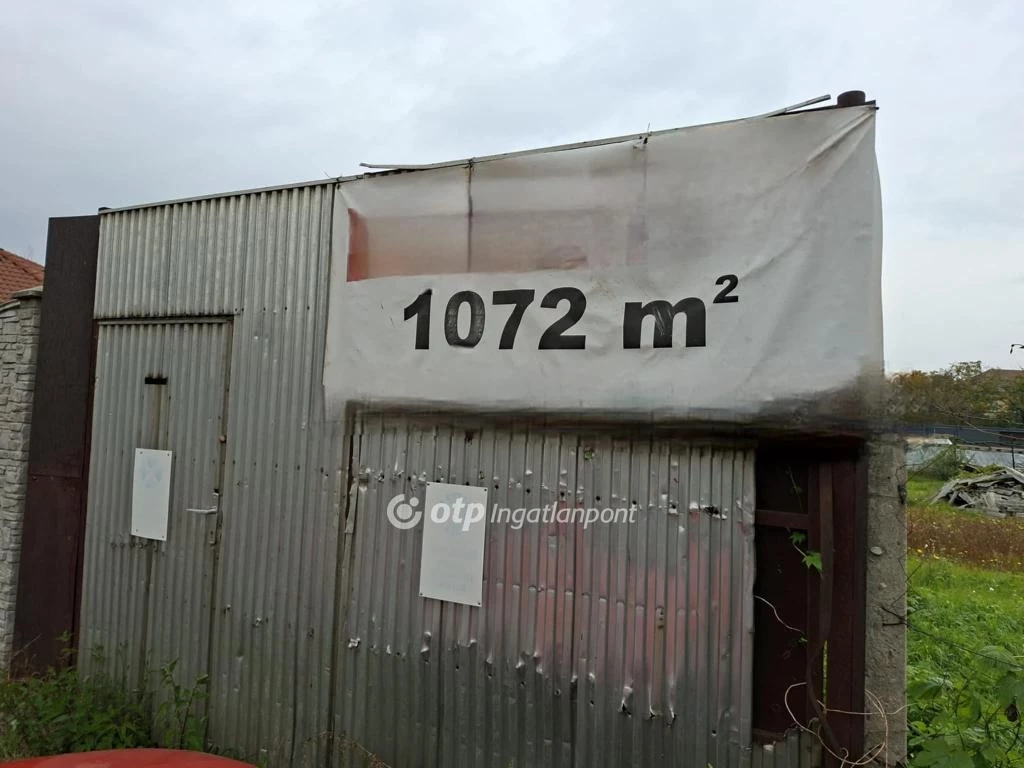 1072 m²
otp Ingatlanpont